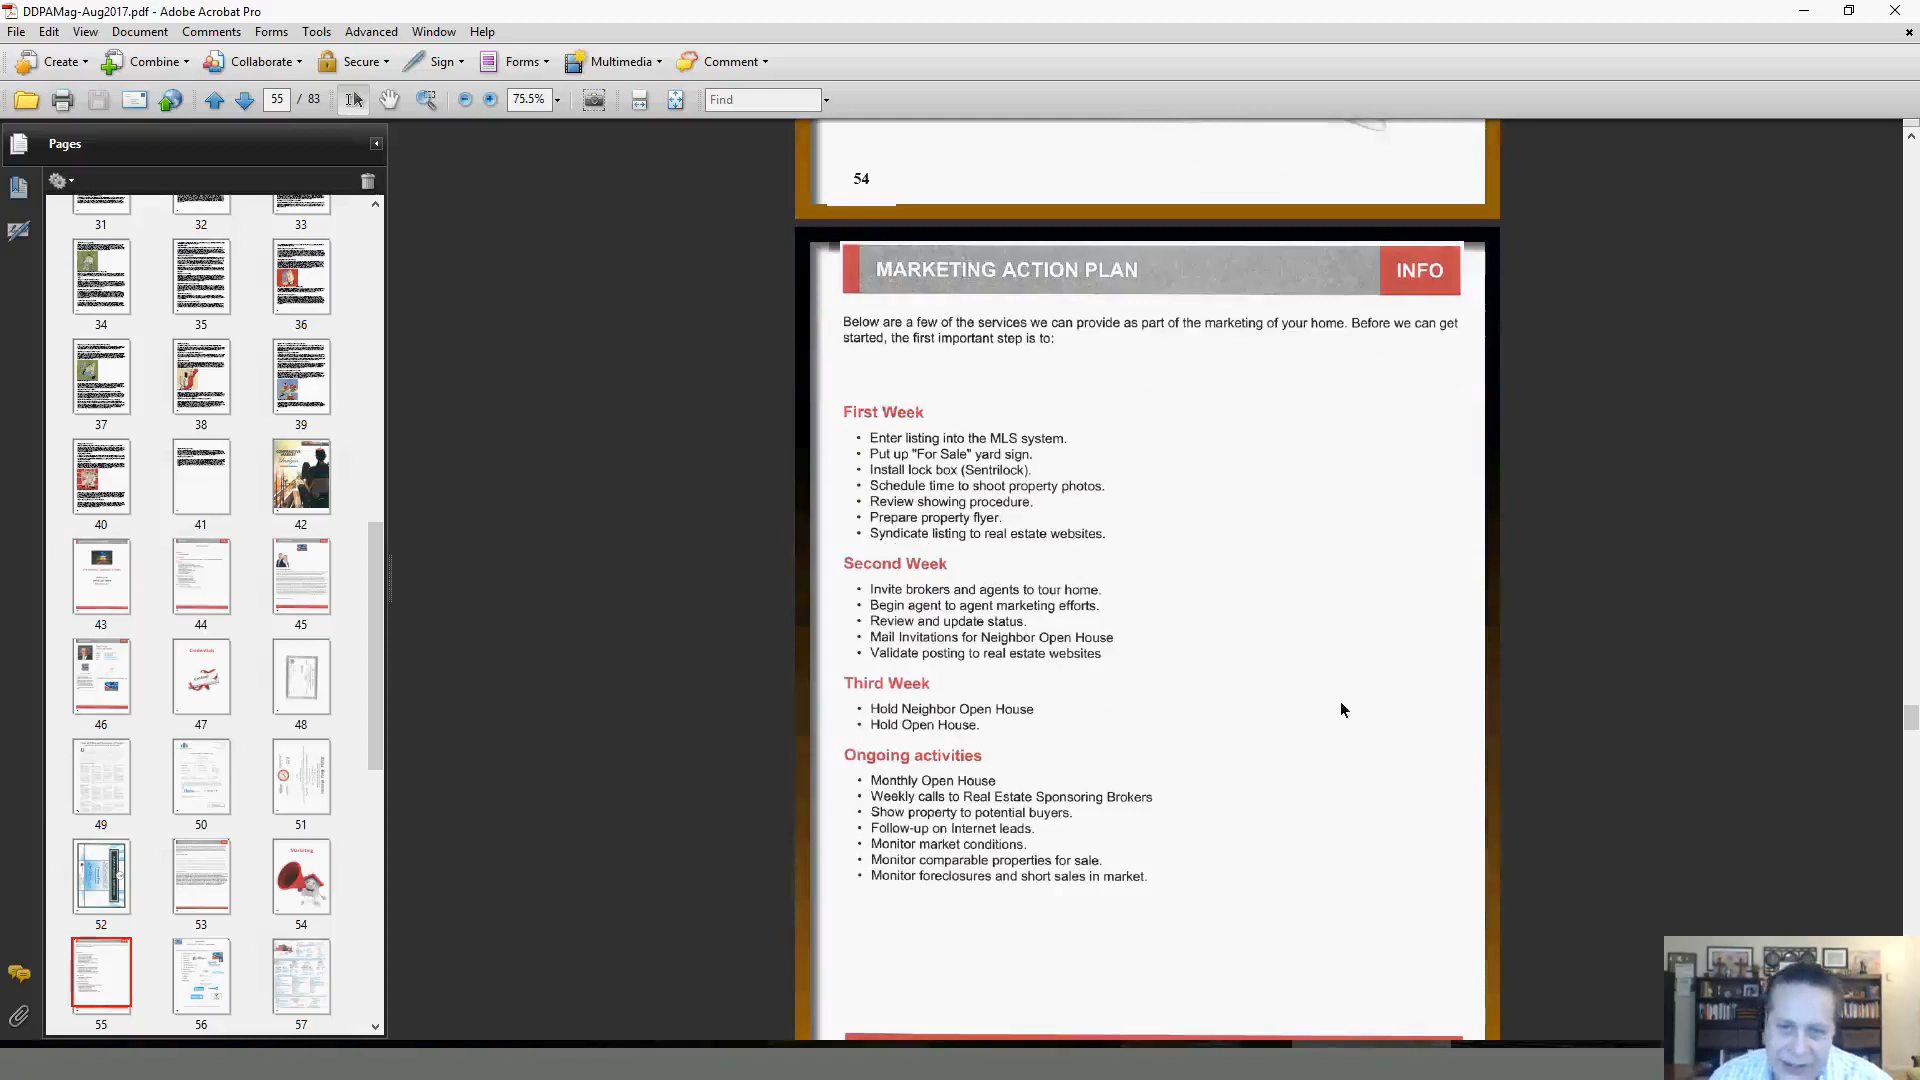 DDPAMag-Aug2017.pdf - Adobe Acrobat Pro
File Edit View Document Comments Forms Tools Advanced Window Help
Create Combine Collaborate Secure Sign Forms Multimedia Comment
55 / 83 75.5% Find
Pages
31 32 33
34 35 36
37 38 39
40 41 42
43 44 45
Credentials
46 47 48
49 50 51
Marketing
52 53 54
55 56 57
54
MARKETING ACTION PLAN INFO
Below are a few of the services we can provide as part of the marketing of your home. Before we can get
started, the first important step is to:
First Week
• Enter listing into the MLS system.
• Put up "For Sale" yard sign.
• Install lock box (Sentrilock).
• Schedule time to shoot property photos.
• Review showing procedure.
• Prepare property flyer.
• Syndicate listing to real estate websites.
Second Week
• Invite brokers and agents to tour home.
• Begin agent to agent marketing efforts.
• Review and update status.
• Mail Invitations for Neighbor Open House
• Validate posting to real estate websites
Third Week
• Hold Neighbor Open House
• Hold Open House.
Ongoing activities
• Monthly Open House
• Weekly calls to Real Estate Sponsoring Brokers
• Show property to potential buyers.
• Follow-up on Internet leads.
• Monitor market conditions.
• Monitor comparable properties for sale.
• Monitor foreclosures and short sales in market.